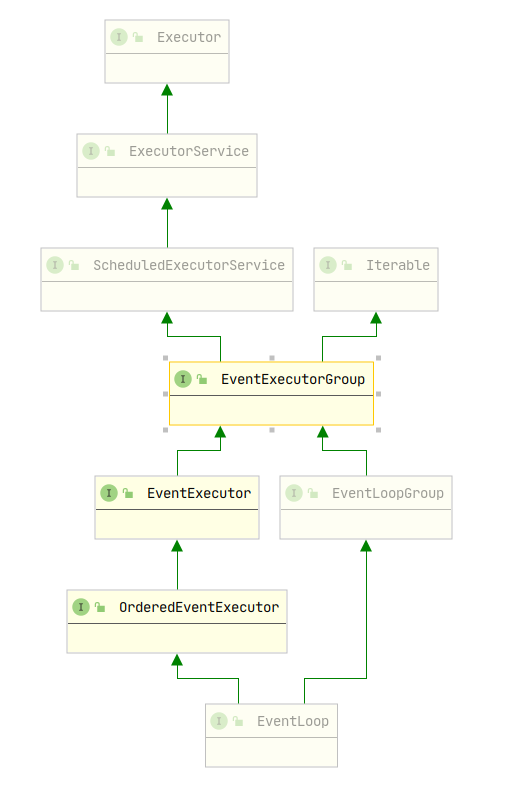 I Executor
I ExecutorService
I ScheduledExecutorService
I Iterable
I EventExecutorGroup
I EventExecutor
I EventLoopGroup
I OrderedEventExecutor
I EventLoop